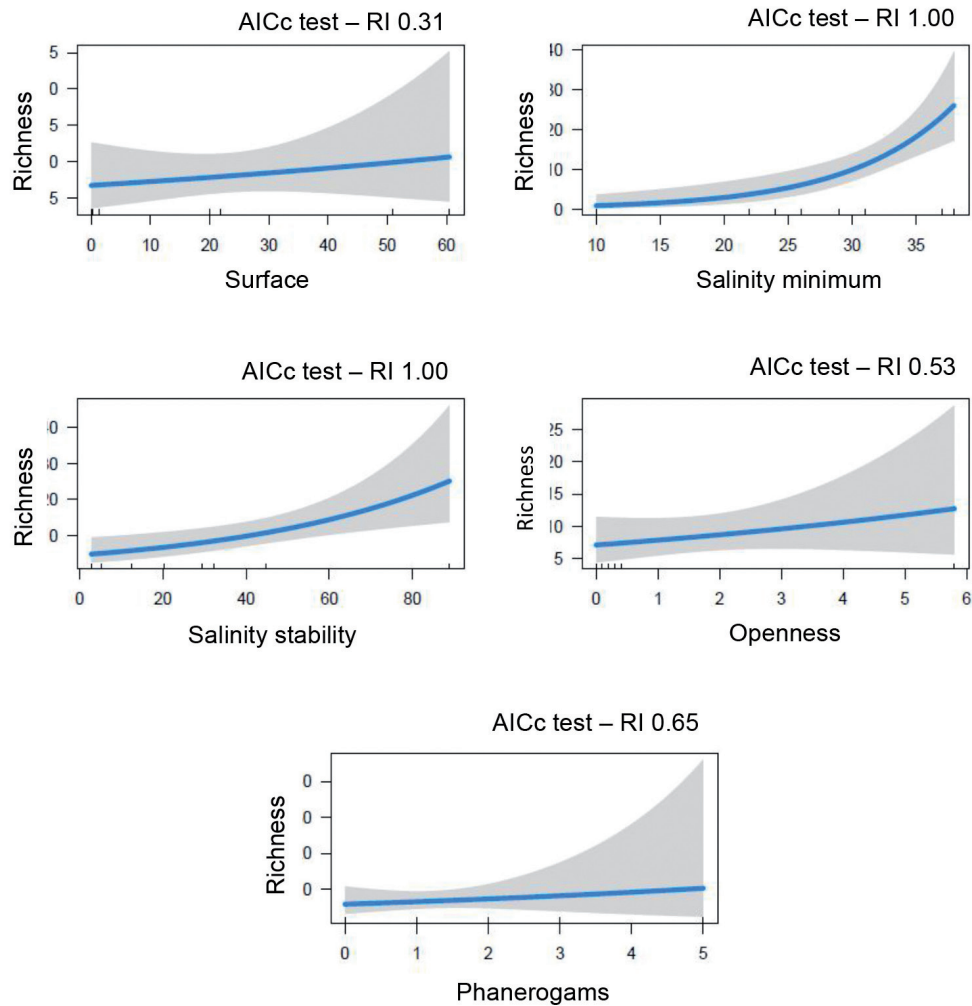 AICc test – RI 0.31
AICc test – RI 1.00
Richness
5
0
5
0
5
0 10 20 30 40 50 60
Surface
Richness
40
30
20
10
0
10 15 20 25 30 35
Salinity minimum
AICc test – RI 1.00
AICc test – RI 0.53
Richness
20
0
0 20 40 60 80
Salinity stability
Richness
25
20
15
10
5
0 1 2 3 4 5 6
Openness
AICc test – RI 0.65
Richness
0
0
0
0
0 1 2 3 4 5
Phanerogams